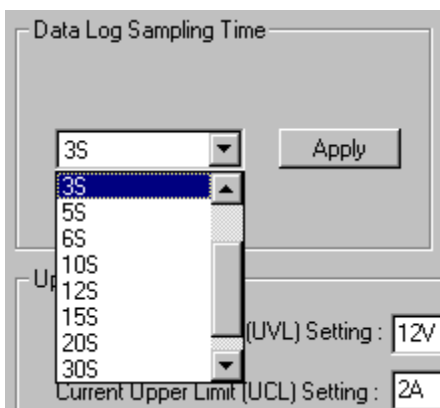 Data Log Sampling Time
3S
Apply
3S
5S
6S
10S
12S
15S
20S
30S
(UVL) Setting : 12V
Current Upper Limit (UCL) Setting : 2A